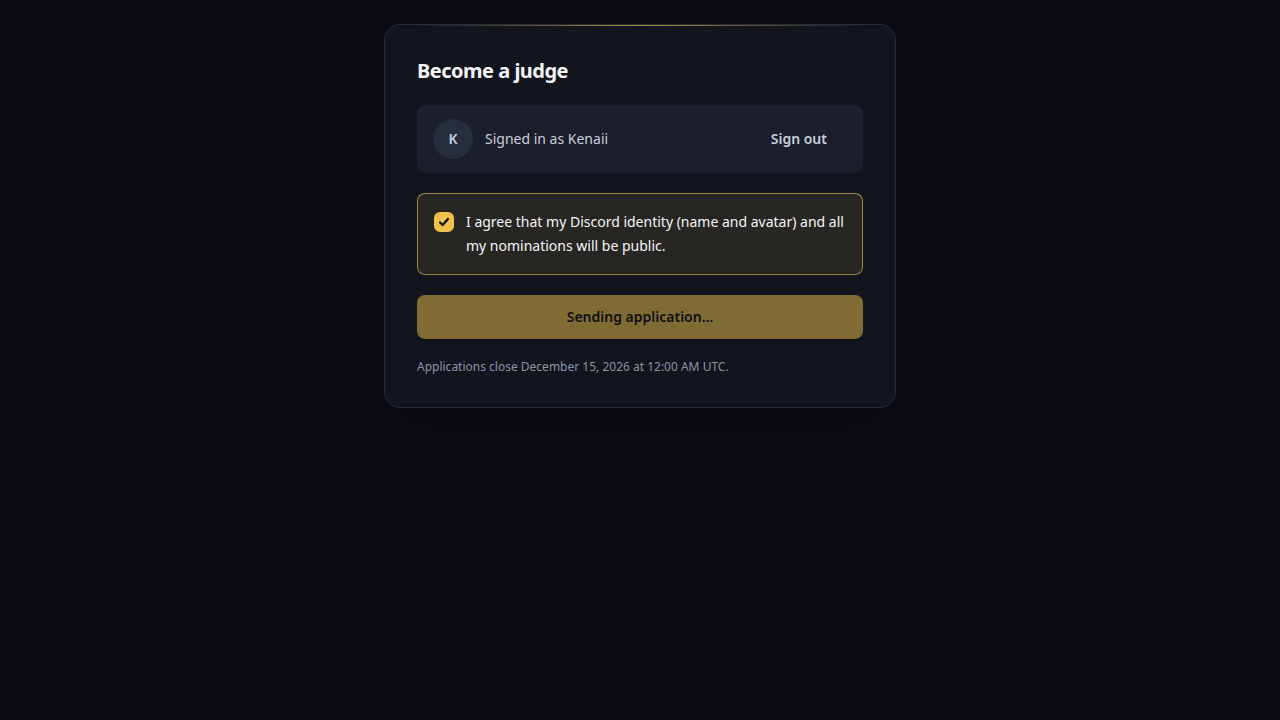 Become a judge
K
Signed in as Kenaii
Sign out
I agree that my Discord identity (name and avatar) and all
my nominations will be public.
Sending application...
Applications close December 15, 2026 at 12:00 AM UTC.